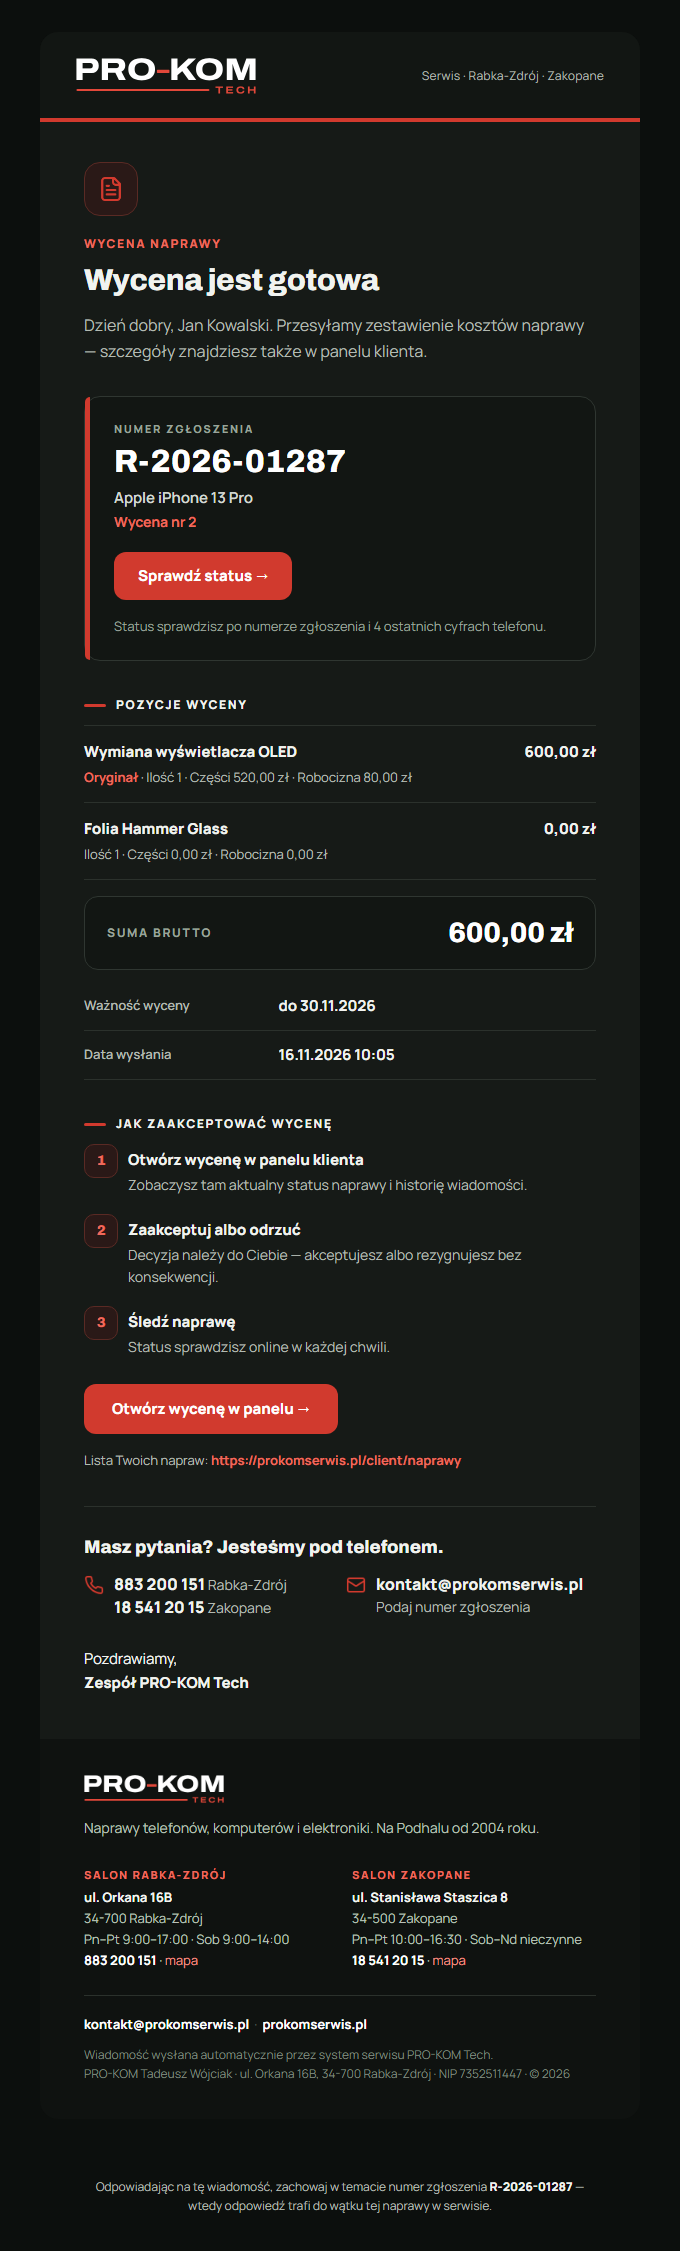 PRO-KOM
TECH
Serwis · Rabka-Zdrój · Zakopane
WYCENA NAPRAWY
Wycena jest gotowa
Dzień dobry, Jan Kowalski. Przesyłamy zestawienie kosztów naprawy
— szczegóły znajdziesz także w panelu klienta.
NUMER ZGŁOSZENIA
R-2026-01287
Apple iPhone 13 Pro
Wycena nr 2
Sprawdź status →
Status sprawdzisz po numerze zgłoszenia i 4 ostatnich cyfrach telefonu.
POZYCJE WYCENY
Wymiana wyświetlacza OLED 600,00 zł
Oryginał · Ilość 1 · Części 520,00 zł · Robocizna 80,00 zł
Folia Hammer Glass 0,00 zł
Ilość 1 · Części 0,00 zł · Robocizna 0,00 zł
SUMA BRUTTO 600,00 zł
Ważność wyceny do 30.11.2026
Data wysłania 16.11.2026 10:05
JAK ZAAKCEPTOWAĆ WYCENĘ
1 Otwórz wycenę w panelu klienta
Zobaczysz tam aktualny status naprawy i historię wiadomości.
2 Zaakceptuj albo odrzuć
Decyzja należy do Ciebie — akceptujesz albo rezygnujesz bez
konsekwencji.
3 Śledź naprawę
Status sprawdzisz online w każdej chwili.
Otwórz wycenę w panelu →
Lista Twoich napraw: https://prokomserwis.pl/client/naprawy
Masz pytania? Jesteśmy pod telefonem.
883 200 151 Rabka-Zdrój
18 541 20 15 Zakopane
kontakt@prokomserwis.pl
Podaj numer zgłoszenia
Pozdrawiamy,
Zespół PRO-KOM Tech
PRO-KOM
TECH
Naprawy telefonów, komputerów i elektroniki. Na Podhalu od 2004 roku.
SALON RABKA-ZDRÓJ
ul. Orkana 16B
34-700 Rabka-Zdrój
Pn–Pt 9:00–17:00 · Sob 9:00–14:00
883 200 151 · mapa
SALON ZAKOPANE
ul. Stanisława Staszica 8
34-500 Zakopane
Pn–Pt 10:00–16:30 · Sob–Nd nieczynne
18 541 20 15 · mapa
kontakt@prokomserwis.pl · prokomserwis.pl
Wiadomość wysłana automatycznie przez system serwisu PRO-KOM Tech.
PRO-KOM Tadeusz Wójciak · ul. Orkana 16B, 34-700 Rabka-Zdrój · NIP 7352511447 · © 2026
Odpowiadając na tę wiadomość, zachowaj w temacie numer zgłoszenia R-2026-01287 —
wtedy odpowiedź trafi do wątku tej naprawy w serwisie.